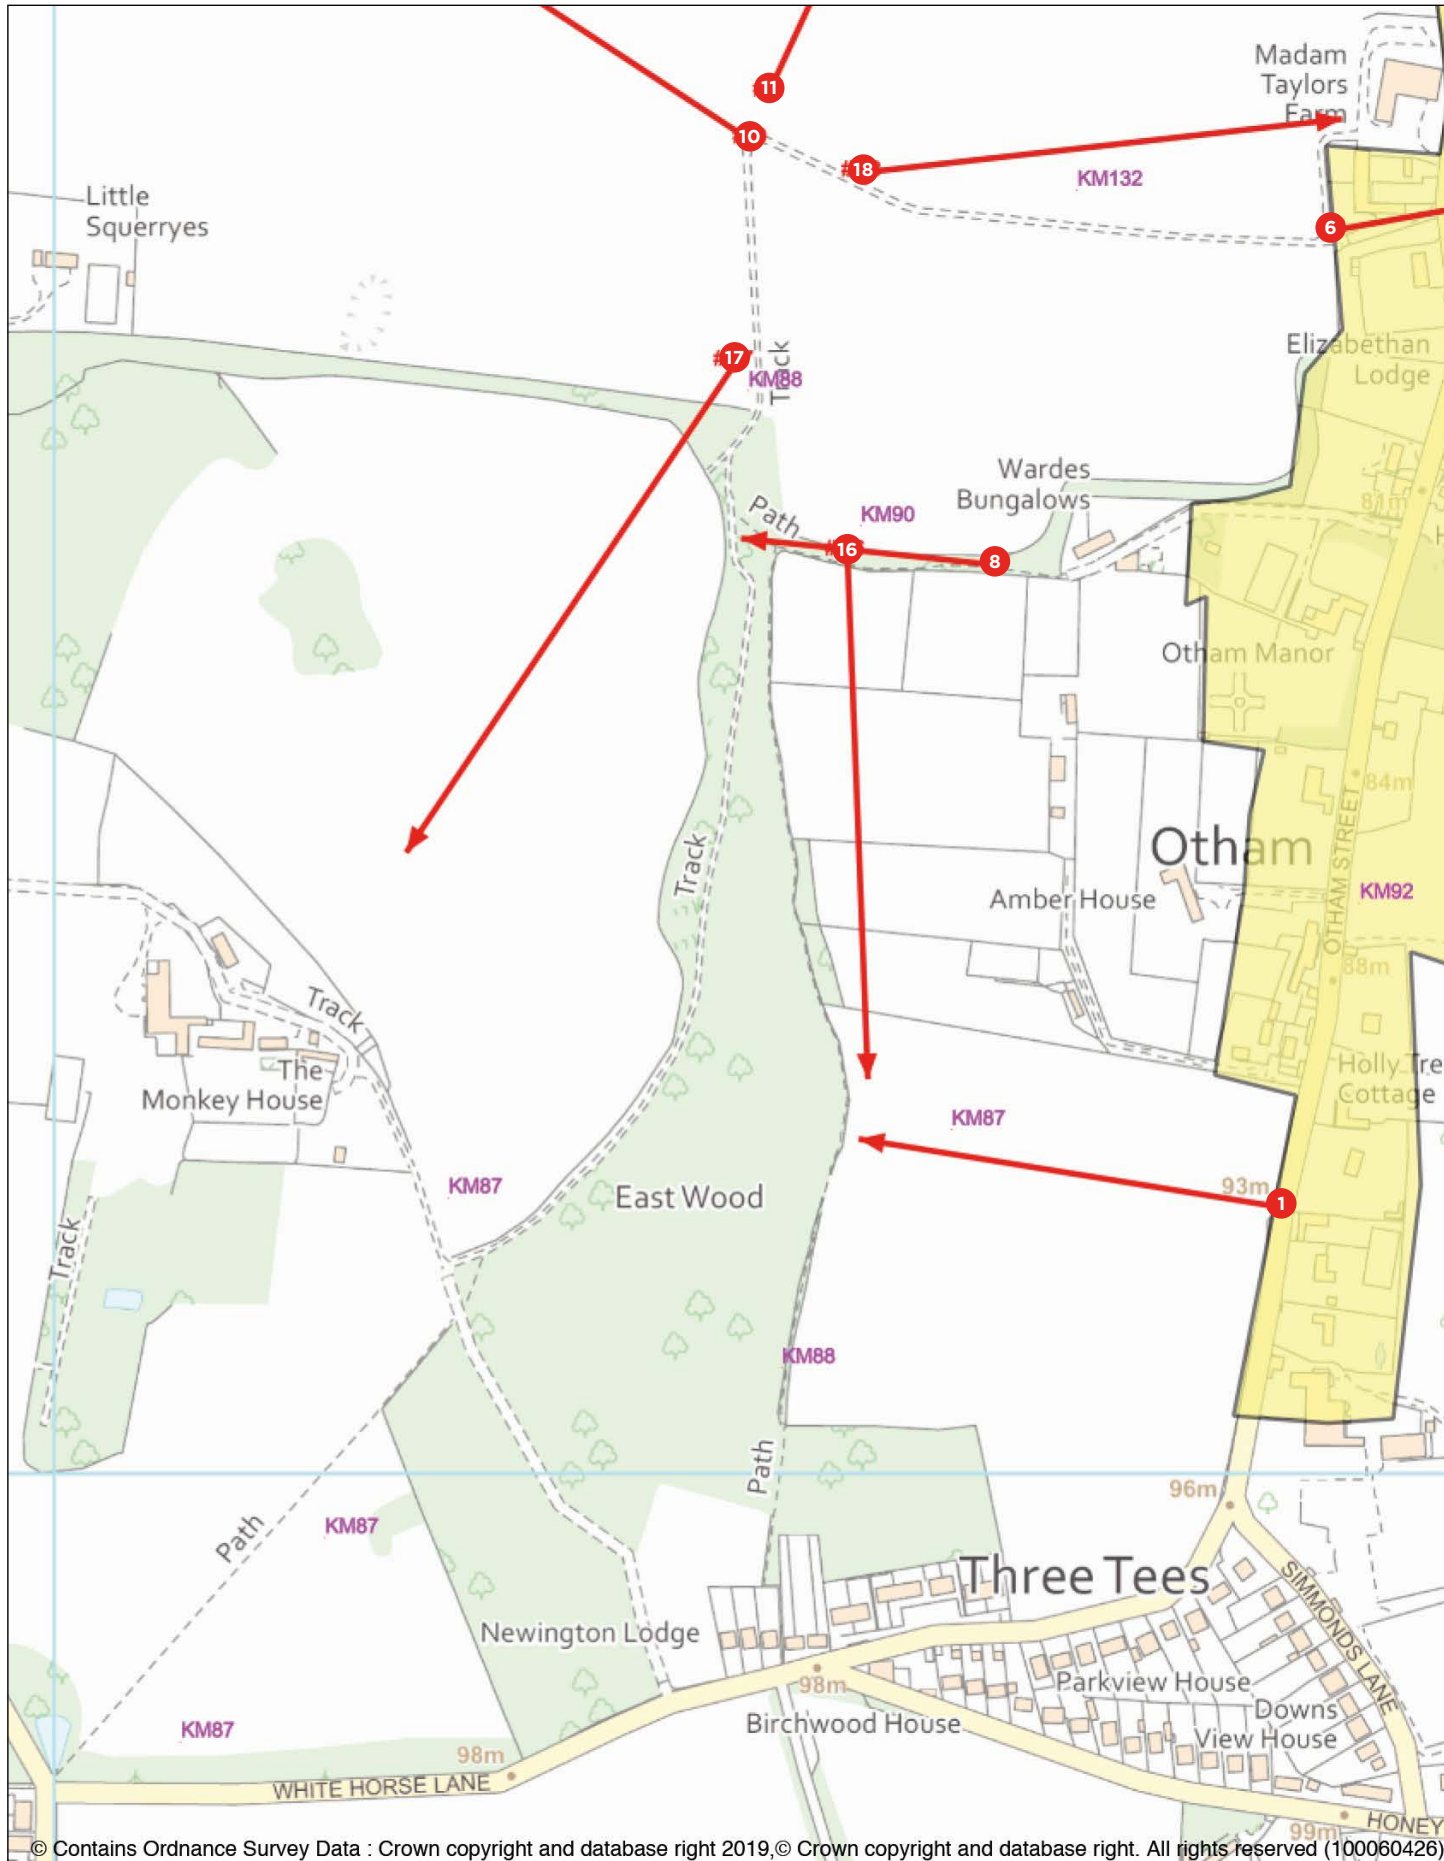 11
10
Madam
Taylors
Farm
18
KM132
Little
Squerryes
6
17
KM88
Track
Elizabethan
Lodge
Wardes
Bungalows
81m
Path
KM90
16
8
Otham Manor
84m
OTHAM STREET
Otham
KM92
Track
Amber House
88m
Track
The
Monkey House
Holly Tre
Cottage
KM87
KM87
93m
1
East Wood
Track
KM88
Path
96m
KM87
Path
Three Tees
SIMMONDS LANE
Newington Lodge
98m
Parkview House
Birchwood House
Downs
View House
KM87
98m
WHITE HORSE LANE
HONEY
99m
© Contains Ordnance Survey Data : Crown copyright and database right 2019,© Crown copyright and database right. All rights reserved (100060426)